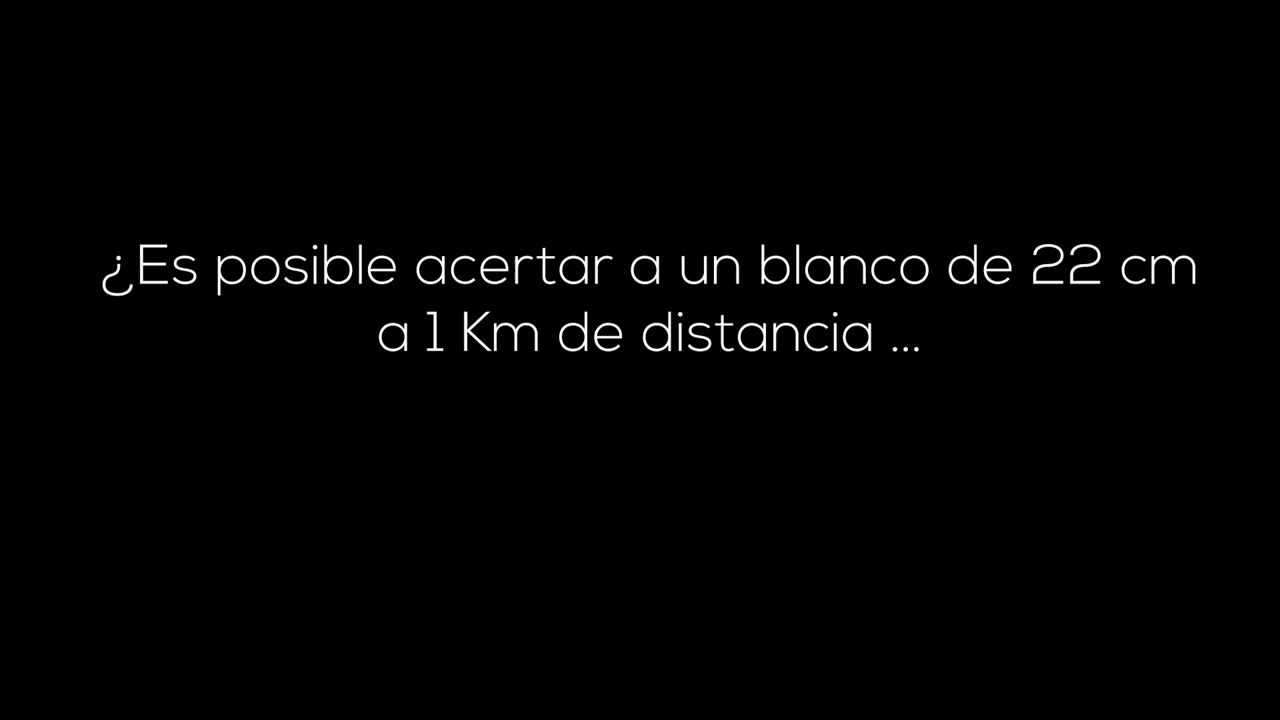 ¿Es posible acertar a un blanco de 22 cm
a 1 Km de distancia ...